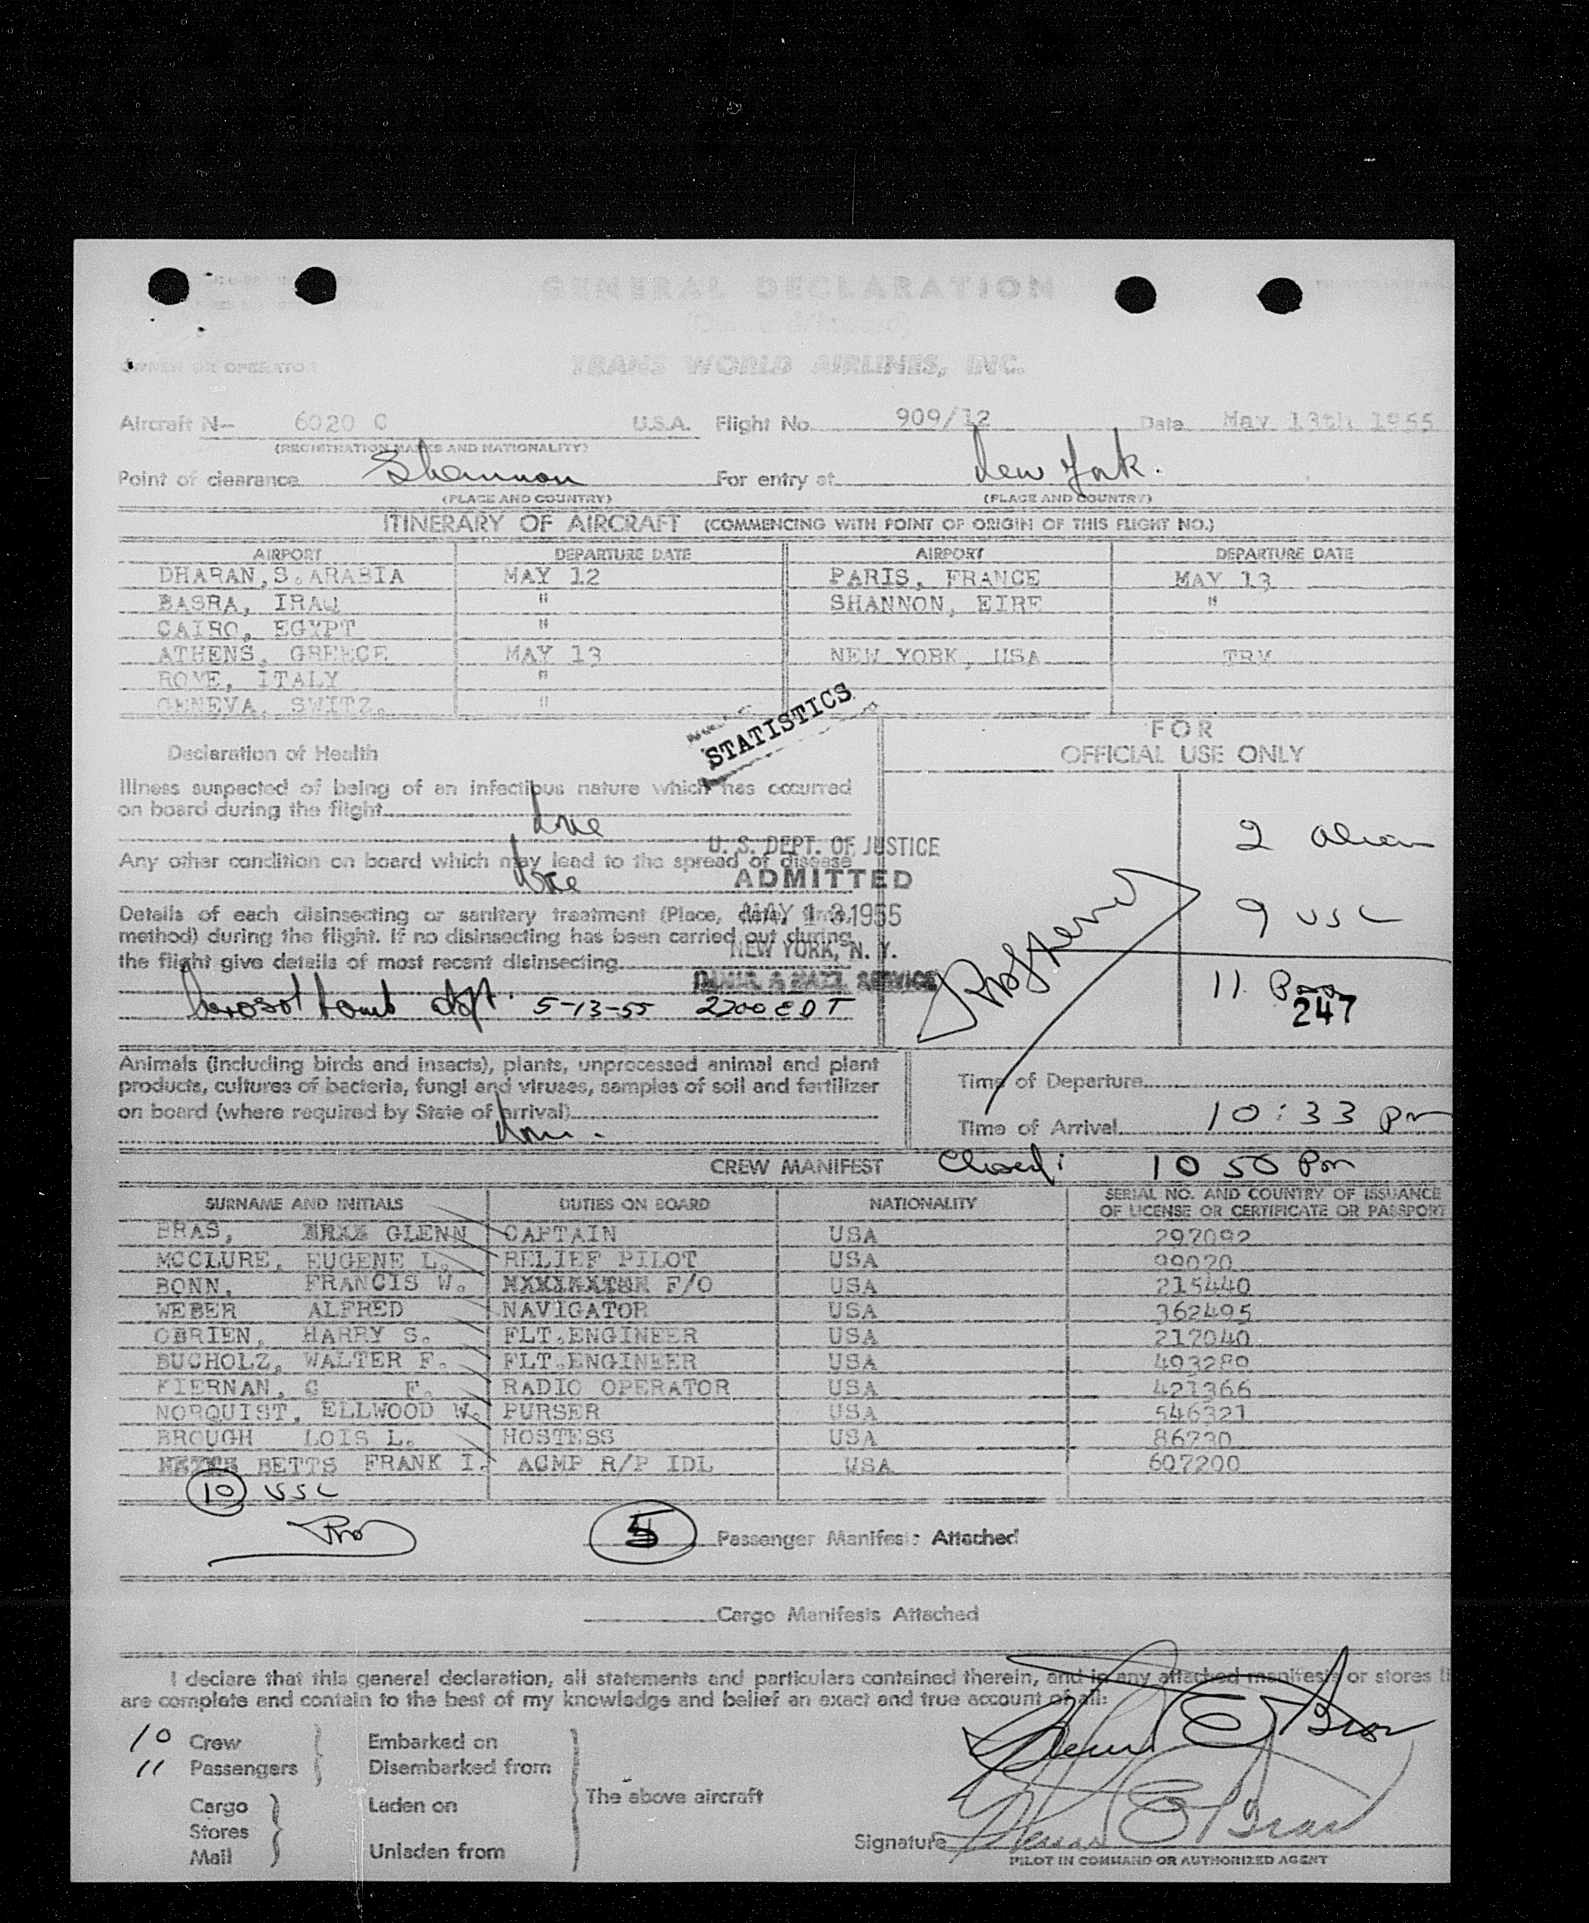 GENERAL DECLARATION
(Outward/Inward)
OWNER OR OPERATOR TRANS WORLD AIRLINES, INC.
Aircraft N- 6020 C U.S.A. Flight No. 909/12 Date May 13th 1955
(REGISTRATION MARKS AND NATIONALITY)
Point of clearance Shannon For entry at New York.
(PLACE AND COUNTRY) (PLACE AND COUNTRY)
ITINERARY OF AIRCRAFT (COMMENCING WITH POINT OF ORIGIN OF THIS FLIGHT NO.)
AIRPORT DEPARTURE DATE AIRPORT DEPARTURE DATE
DHARAN, S. ARABIA MAY 12 PARIS, FRANCE MAY 13
BASRA, IRAQ " SHANNON, EIRE "
CAIRO, EGYPT "
ATHENS, GREECE MAY 13 NEW YORK, USA TRM
ROME, ITALY "
GENEVA, SWITZ. "
STATISTICS
FOR
OFFICIAL USE ONLY
Declaration of Health
Illness suspected of being of an infectious nature which has occurred
on board during the flight
None
Any other condition on board which may lead to the spread of disease
None
Details of each disinsecting or sanitary treatment (Place, date, time,
method) during the flight. If no disinsecting has been carried out during
the flight give details of most recent disinsecting
Aerosol bomb 5-13-55 2200 EDT
U. S. DEPT. OF JUSTICE
ADMITTED
MAY 13 1955
NEW YORK, N. Y.
IMMIG. & NATZ. SERVICE
2 Alien
9 USC
11 Pass
247
Animals (including birds and insects), plants, unprocessed animal and plant
products, cultures of bacteria, fungi and viruses, samples of soil and fertilizer
on board (where required by State of arrival)
None.
Time of Departure
Time of Arrival 10:33 pm
CREW MANIFEST Closed: 10 50 Pm
SURNAME AND INITIALS DUTIES ON BOARD NATIONALITY SERIAL NO. AND COUNTRY OF ISSUANCE
OF LICENSE OR CERTIFICATE OR PASSPORT
BRAS, GLENN CAPTAIN USA 297092
MCCLURE, EUGENE L. RELIEF PILOT USA 99070
BONN, FRANCIS W. F/O USA 215440
WEBER ALFRED NAVIGATOR USA 362495
OBRIEN, HARRY S. FLT.ENGINEER USA 217040
BUCHOLZ, WALTER F. FLT.ENGINEER USA 493289
KIERNAN, C F. RADIO OPERATOR USA 421366
NORQUIST, ELLWOOD W. PURSER USA 546321
BROUGH LOIS L. HOSTESS USA 86730
BETTS FRANK I. ACMP R/P IDL USA 607200
10 USC
5 Passenger Manifests Attached
Cargo Manifests Attached
I declare that this general declaration, all statements and particulars contained therein, and in any attached manifests or stores li
are complete and contain to the best of my knowledge and belief an exact and true account of all:
10 Crew Embarked on
11 Passengers Disembarked from
The above aircraft
Cargo Laden on
Stores
Mail Unladen from
Glenn E Bras
Signature Glenn E Bras
PILOT IN COMMAND OR AUTHORIZED AGENT